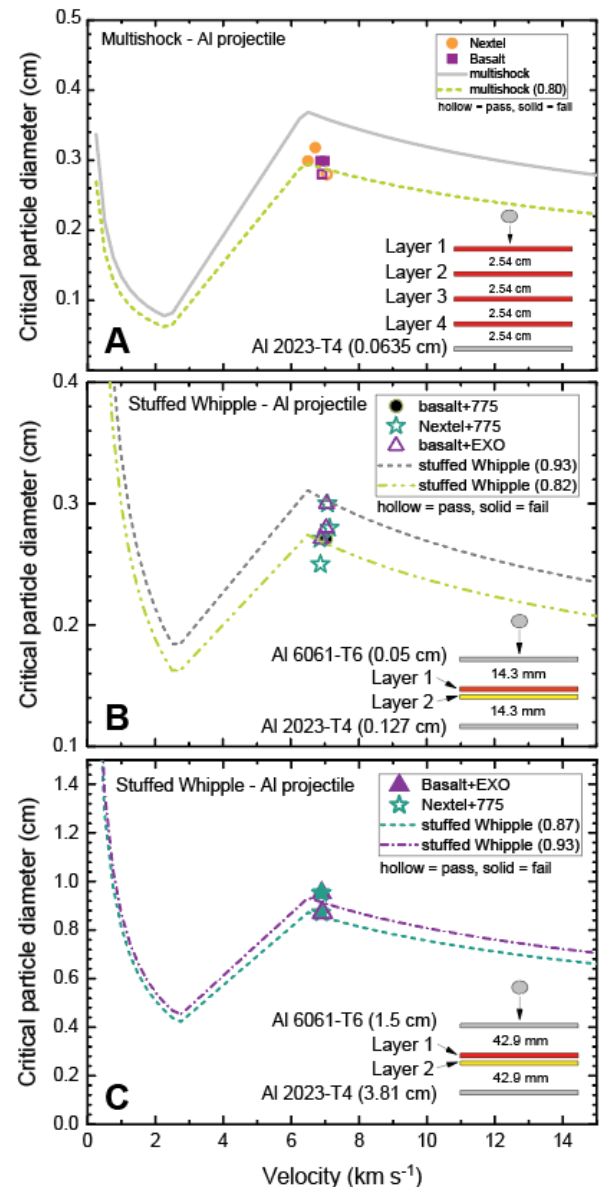 Multishock - Al projectile
Nextel
Basalt
multishock
multishock (0.80)
hollow = pass, solid = fail
0.5
0.4
0.3
0.2
0.1
Critical particle diameter (cm)
Layer 1
2.54 cm
Layer 2
2.54 cm
Layer 3
2.54 cm
Layer 4
2.54 cm
Al 2023-T4 (0.0635 cm)
A
Stuffed Whipple - Al projectile
basalt+775
Nextel+775
basalt+EXO
stuffed Whipple (0.93)
stuffed Whipple (0.82)
hollow = pass, solid = fail
0.4
0.3
0.2
0.1
Critical particle diameter (cm)
Al 6061-T6 (0.05 cm)
14.3 mm
Layer 1
Layer 2
14.3 mm
Al 2023-T4 (0.127 cm)
B
Stuffed Whipple - Al projectile
Basalt+EXO
Nextel+775
stuffed Whipple (0.87)
stuffed Whipple (0.93)
hollow = pass, solid = fail
1.4
1.2
1.0
0.8
0.6
0.4
0.2
0.0
Critical particle diameter (cm)
Al 6061-T6 (1.5 cm)
42.9 mm
Layer 1
Layer 2
42.9 mm
Al 2023-T4 (3.81 cm)
C
0 2 4 6 8 10 12 14
Velocity (km s⁻¹)